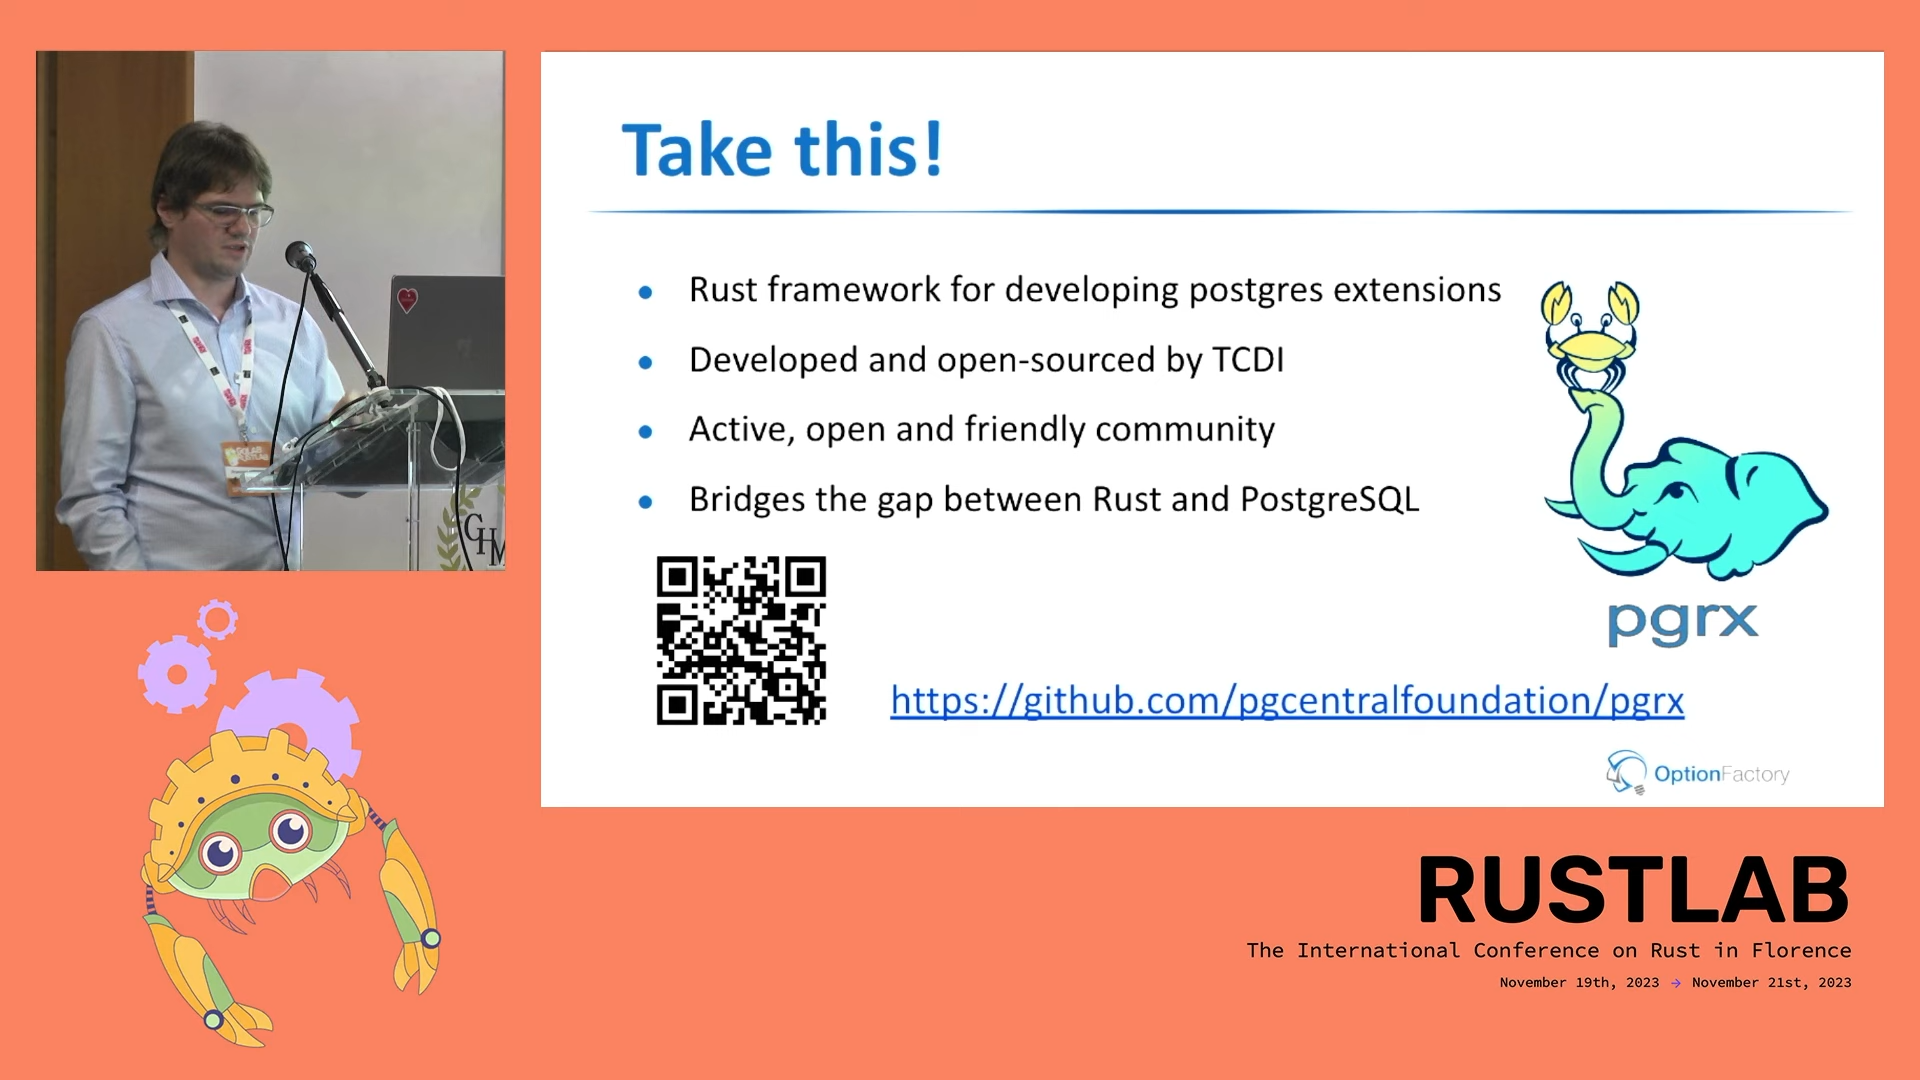 Take this!
Rust framework for developing postgres extensions
Developed and open-sourced by TCDI
Active, open and friendly community
Bridges the gap between Rust and PostgreSQL
pgrx
https://github.com/pgcentralfoundation/pgrx
OptionFactory
GHM
RUSTLAB
The International Conference on Rust in Florence
November 19th, 2023 → November 21st, 2023